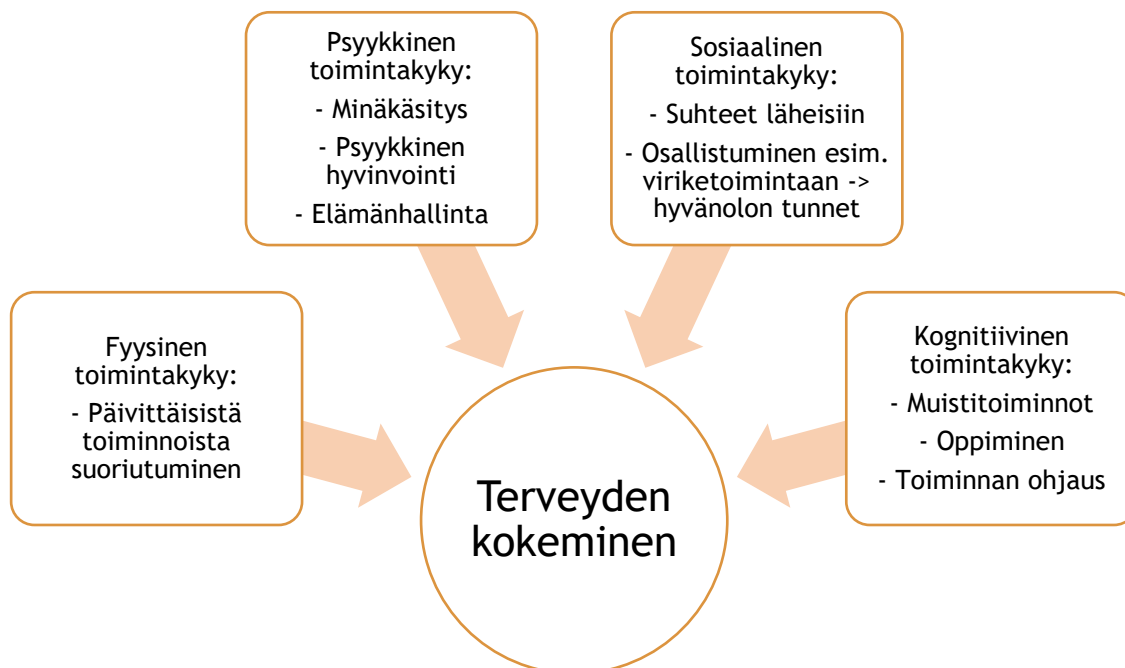 Psyykkinen
toimintakyky:
- Minäkäsitys
- Psyykkinen
hyvinvointi
- Elämänhallinta
Sosiaalinen
toimintakyky:
- Suhteet läheisiin
- Osallistuminen esim.
viriketoimintaan ->
hyvänolon tunnet
Fyysinen
toimintakyky:
- Päivittäisistä
toiminnoista
suoriutuminen
Kognitiivinen
toimintakyky:
- Muistitoiminnot
- Oppiminen
- Toiminnan ohjaus
Terveyden
kokeminen